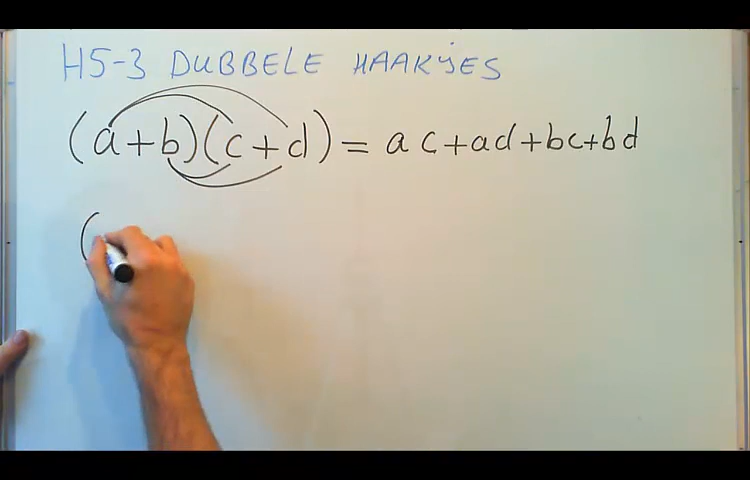 H5-3 DUBBELE HAAKJES
(a+b)(c+d) = ac+ad+bc+bd
(